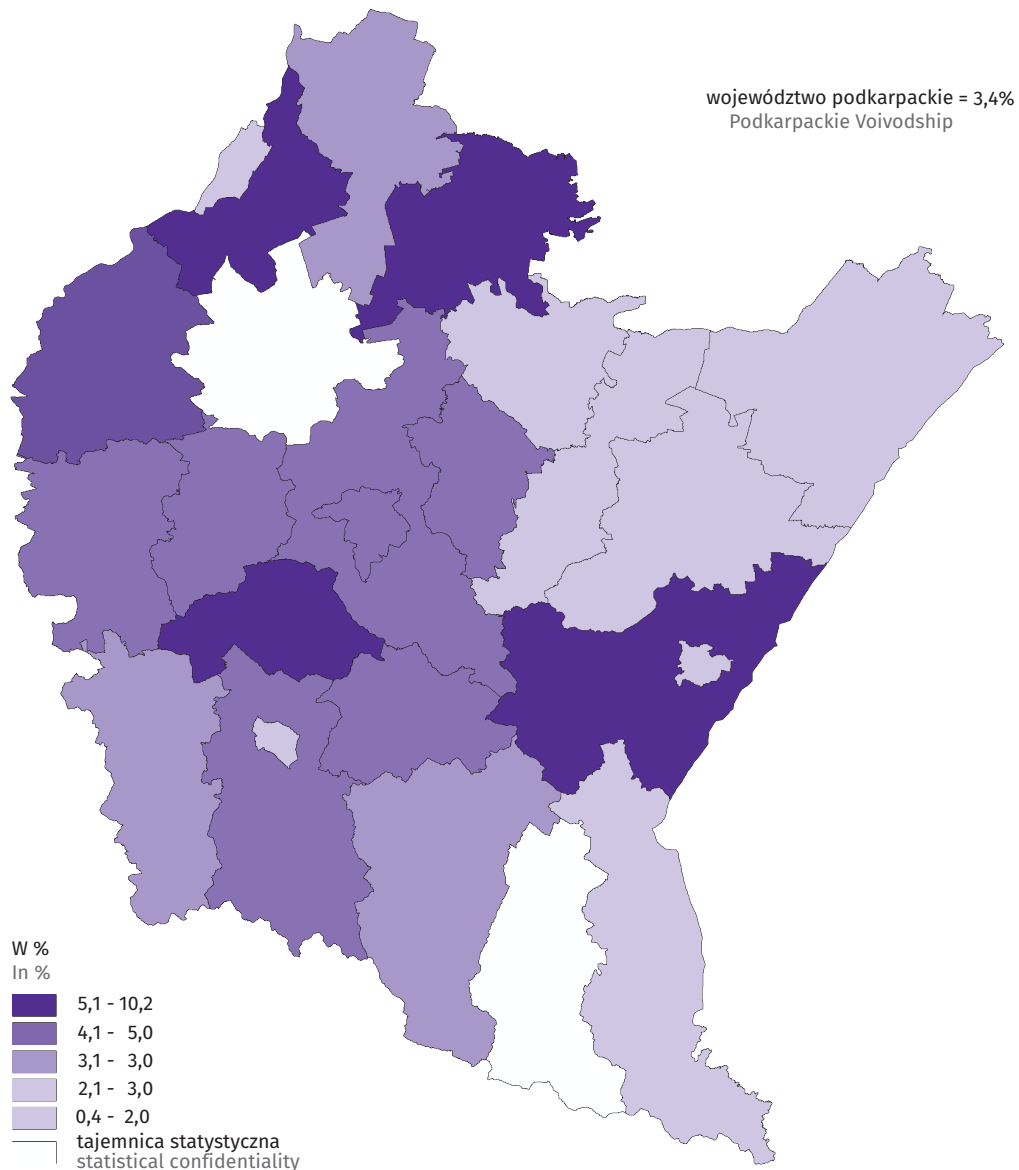 województwo podkarpackie = 3,4%
Podkarpackie Voivodship
W %
In %
5,1 - 10,2
4,1 - 5,0
3,1 - 3,0
2,1 - 3,0
0,4 - 2,0
tajemnica statystyczna
statistical confidentiality